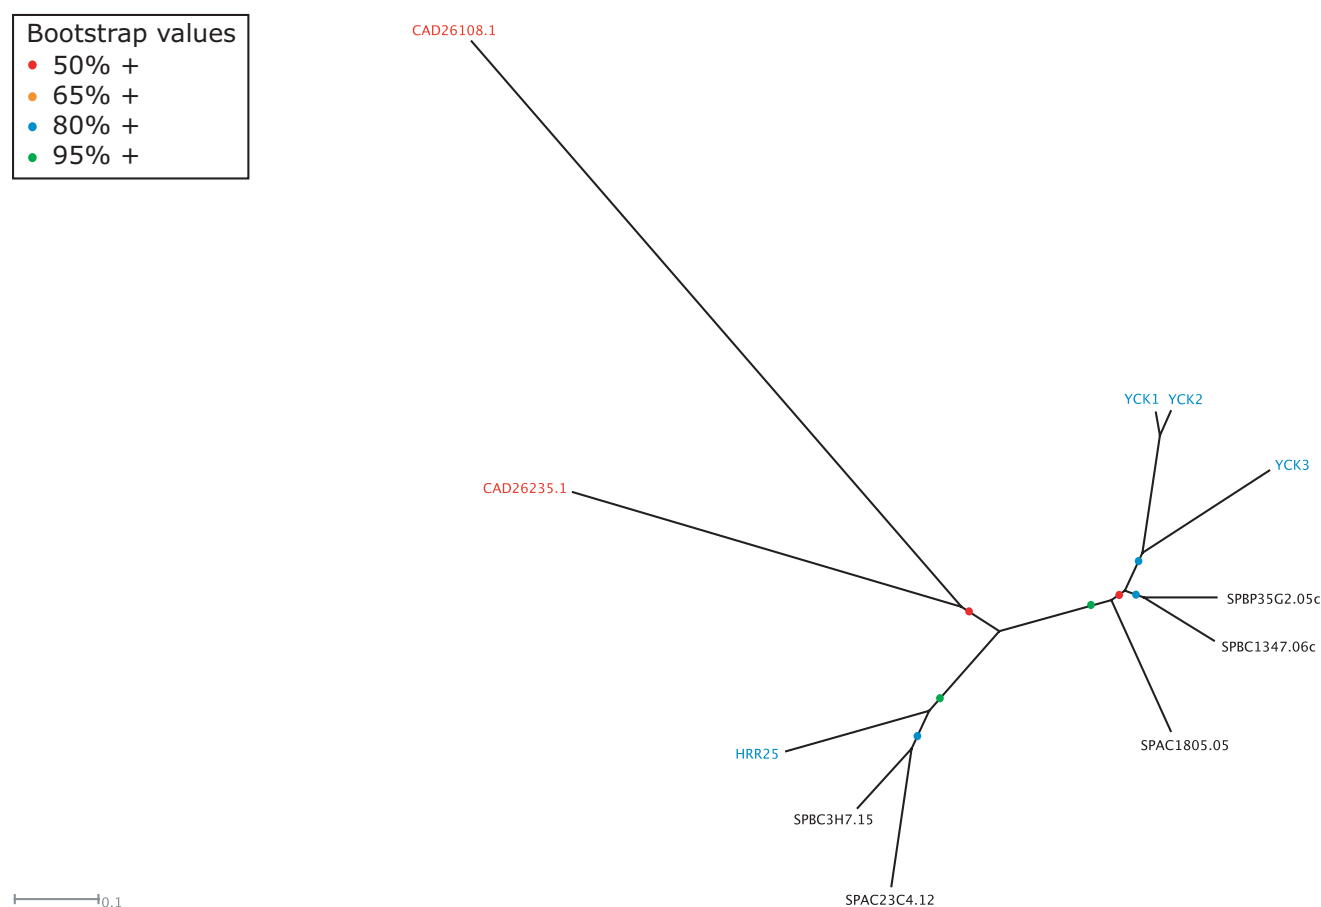 Bootstrap values
50% +
65% +
80% +
95% +
CAD26108.1
YCK1 YCK2
YCK3
CAD26235.1
SPBP35G2.05c
SPBC1347.06c
SPAC1805.05
HRR25
SPBC3H7.15
SPAC23C4.12
0.1